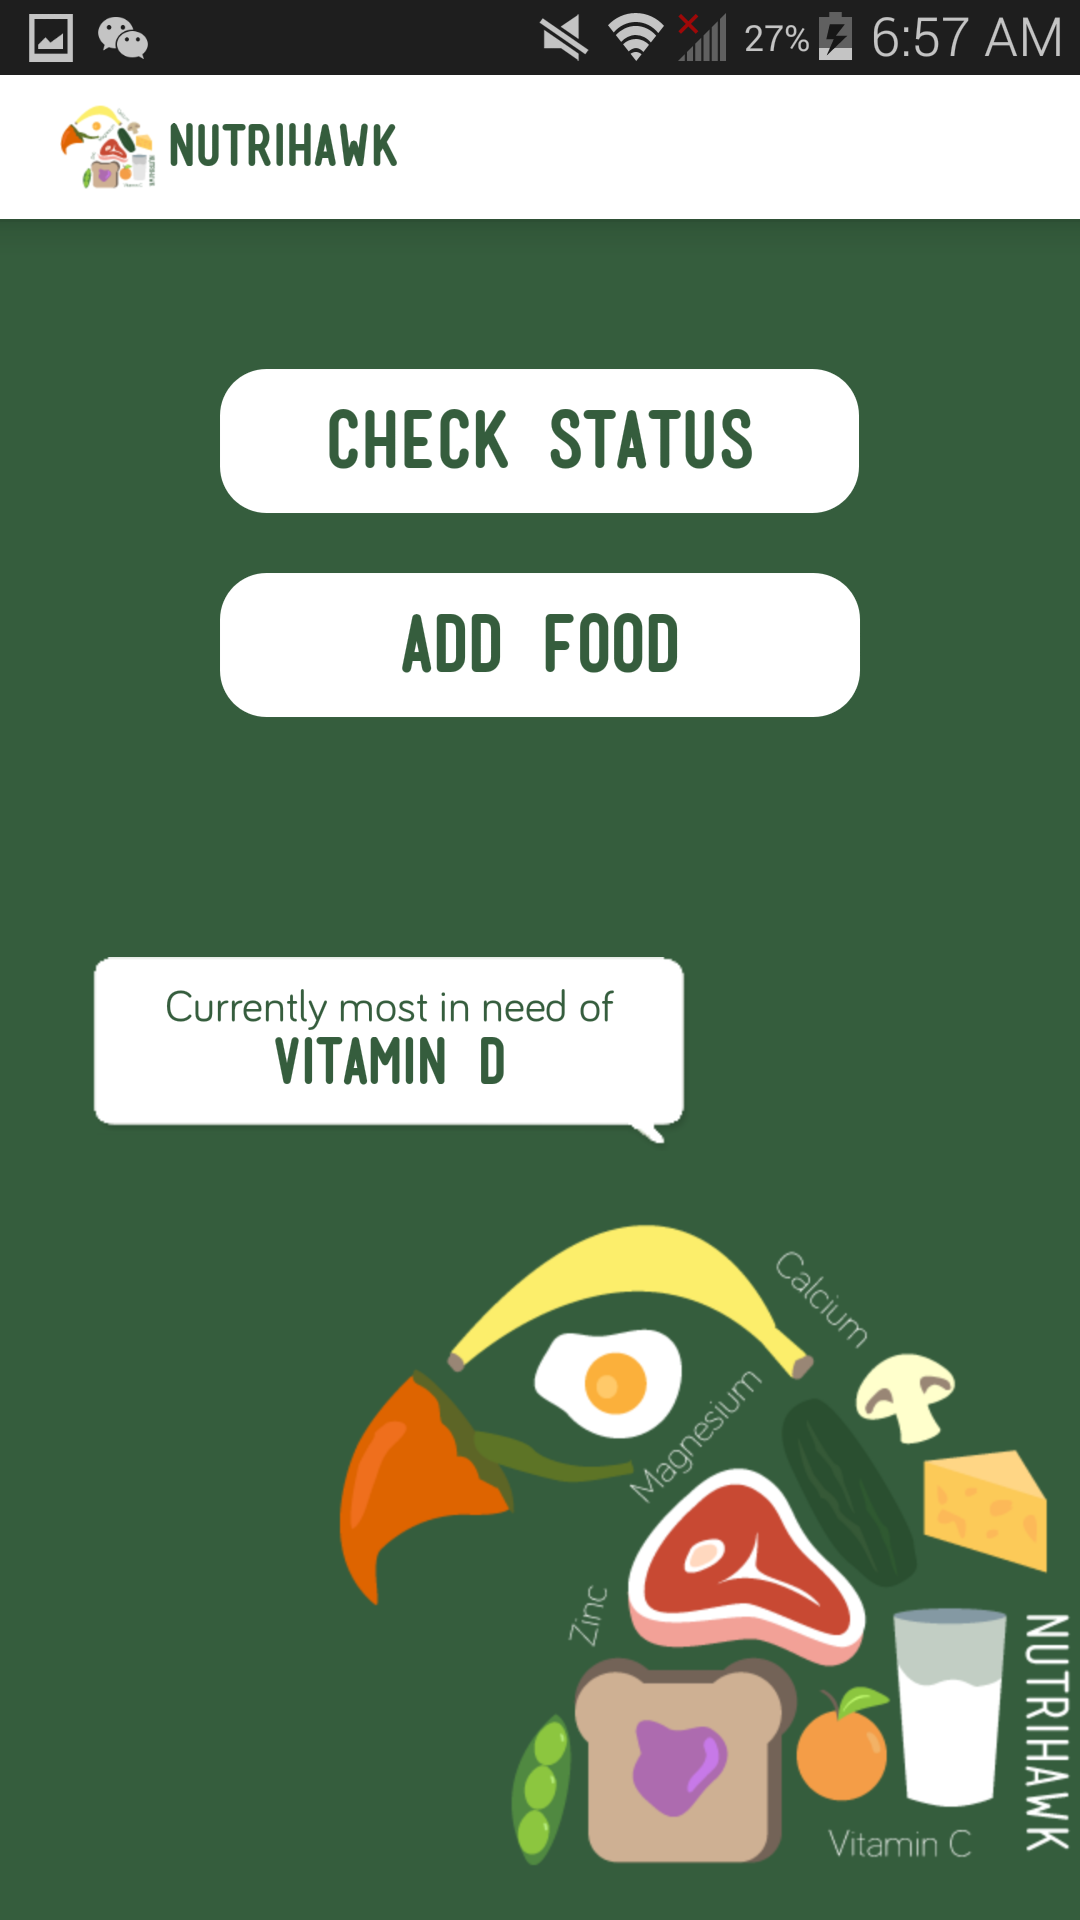 27% 6:57 AM
NUTRIHAWK
CHECK STATUS
ADD FOOD
Currently most in need of
VITAMIN D
Calcium
Magnesium
Zinc
NUTRIHAWK
Vitamin C